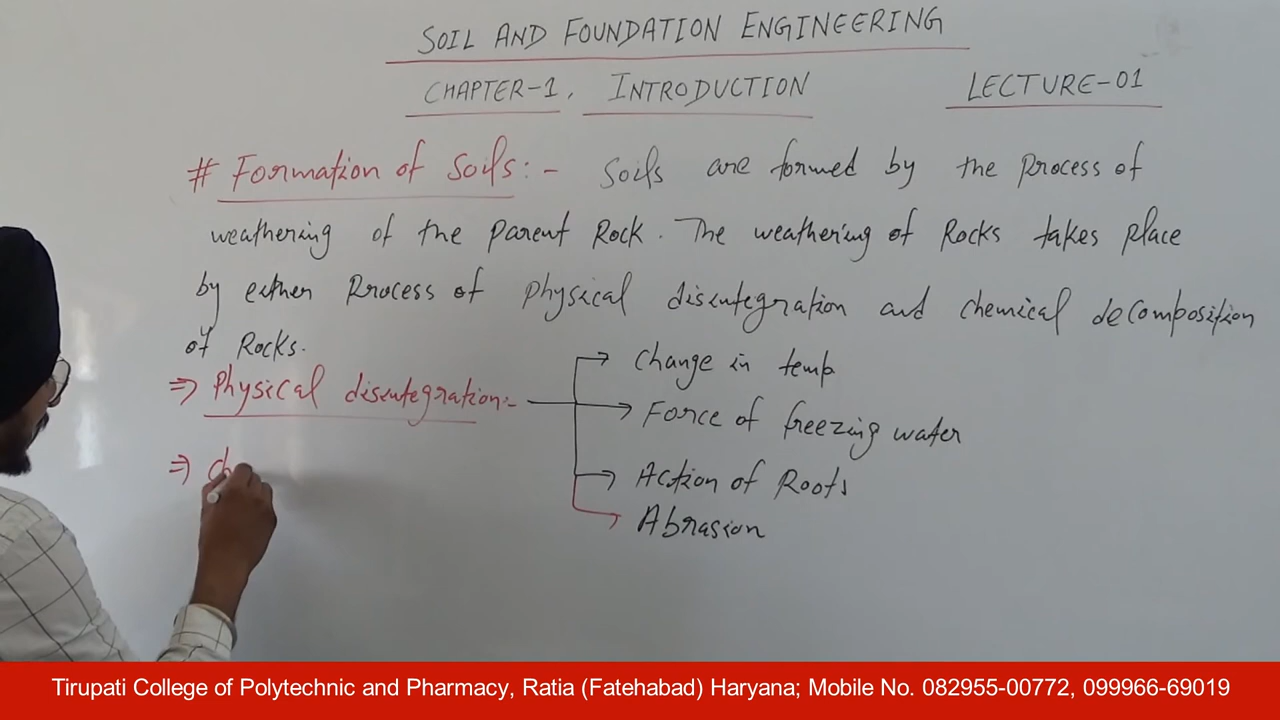 SOIL AND FOUNDATION ENGINEERING
CHAPTER-1, INTRODUCTION LECTURE-01
# Formation of Soils:- Soils are formed by the process of
weathering of the parent Rock. The weathering of Rocks takes place
by either Process of physical disintegration and chemical decomposition
of Rocks.
⇒ Physical disintegration:-
→ Change in temp
→ Force of freezing water
→ Action of Roots
→ Abrasion
⇒ Ch
Tirupati College of Polytechnic and Pharmacy, Ratia (Fatehabad) Haryana; Mobile No. 082955-00772, 099966-69019